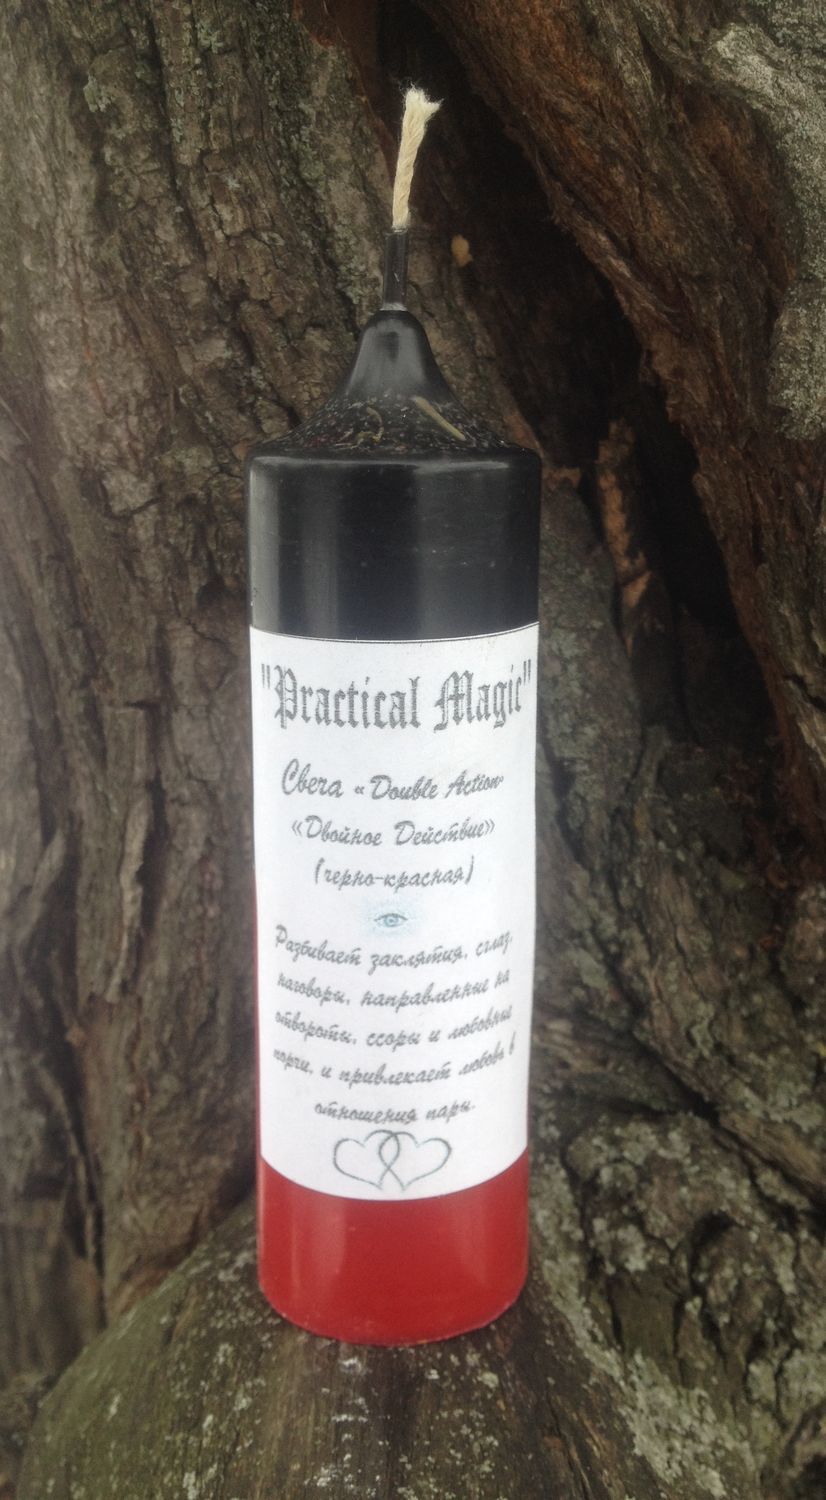 "Practical Magic"
Свеча «Double Action»
«Двойное Действие»
(черно-красная)
Разбивает заклятия, сглаз,
наговоры, направленные на
отвороты, ссоры и любовные
порчи, и привлекает любовь в
отношения пары.